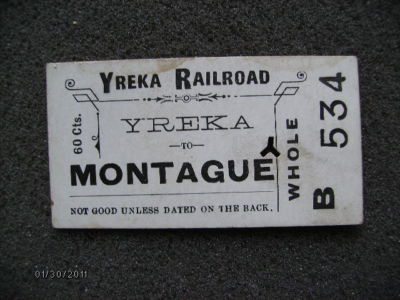 YREKA RAILROAD
60 Cts.
YREKA
TO
MONTAGUE
NOT GOOD UNLESS DATED ON THE BACK.
WHOLE
B 534
01/30/2011